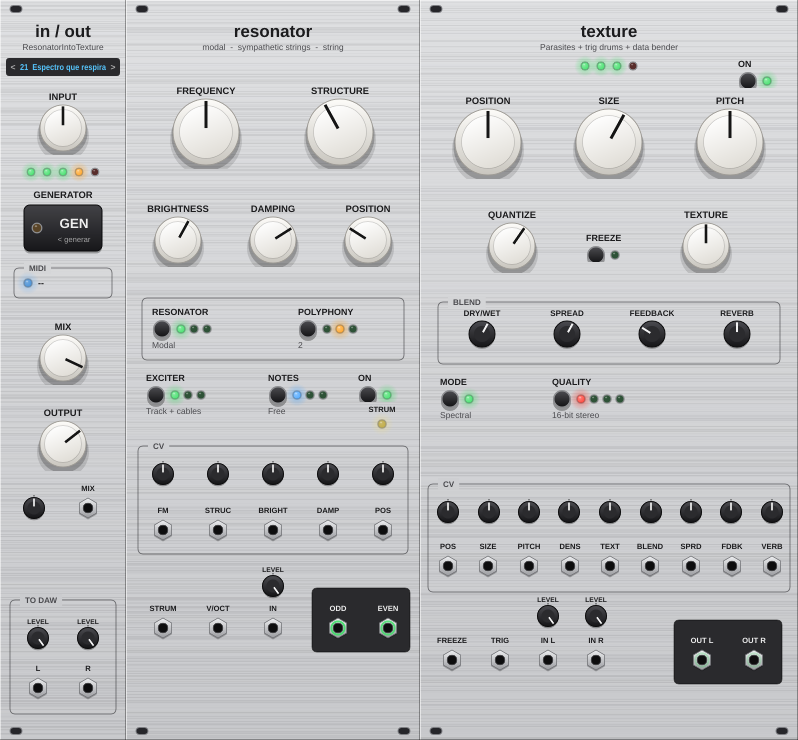 in / out
ResonatorIntoTexture
< 21 Espectro que respira >
INPUT
GENERATOR
GEN
< generar
MIDI
--
MIX
OUTPUT
MIX
TO DAW
LEVEL LEVEL
L R
resonator
modal - sympathetic strings - string
FREQUENCY STRUCTURE
BRIGHTNESS DAMPING POSITION
RESONATOR POLYPHONY
Modal 2
EXCITER NOTES ON
Track + cables Free STRUM
CV
FM STRUC BRIGHT DAMP POS
LEVEL
STRUM V/OCT IN ODD EVEN
texture
Parasites + trig drums + data bender
ON
POSITION SIZE PITCH
QUANTIZE TEXTURE
FREEZE
BLEND
DRY/WET SPREAD FEEDBACK REVERB
MODE QUALITY
Spectral 16-bit stereo
CV
POS SIZE PITCH DENS TEXT BLEND SPRD FDBK VERB
LEVEL LEVEL
FREEZE TRIG IN L IN R OUT L OUT R